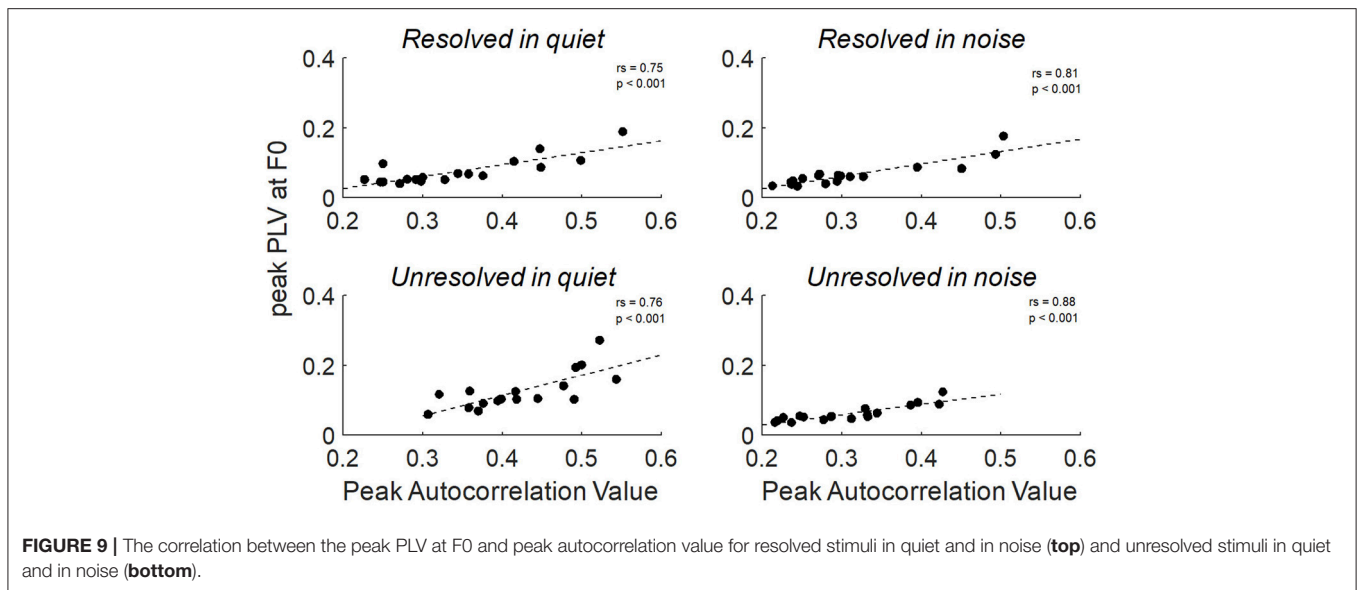 Resolved in quiet
rs = 0.75
p < 0.001
0.4
0.2
0
0.2 0.3 0.4 0.5 0.6
Resolved in noise
rs = 0.81
p < 0.001
0.4
0.2
0
0.2 0.3 0.4 0.5 0.6
peak PLV at F0
Unresolved in quiet
rs = 0.76
p < 0.001
0.4
0.2
0
0.2 0.3 0.4 0.5 0.6
Peak Autocorrelation Value
Unresolved in noise
rs = 0.88
p < 0.001
0.4
0.2
0
0.2 0.3 0.4 0.5 0.6
Peak Autocorrelation Value
FIGURE 9 | The correlation between the peak PLV at F0 and peak autocorrelation value for resolved stimuli in quiet and in noise (top) and unresolved stimuli in quiet
and in noise (bottom).